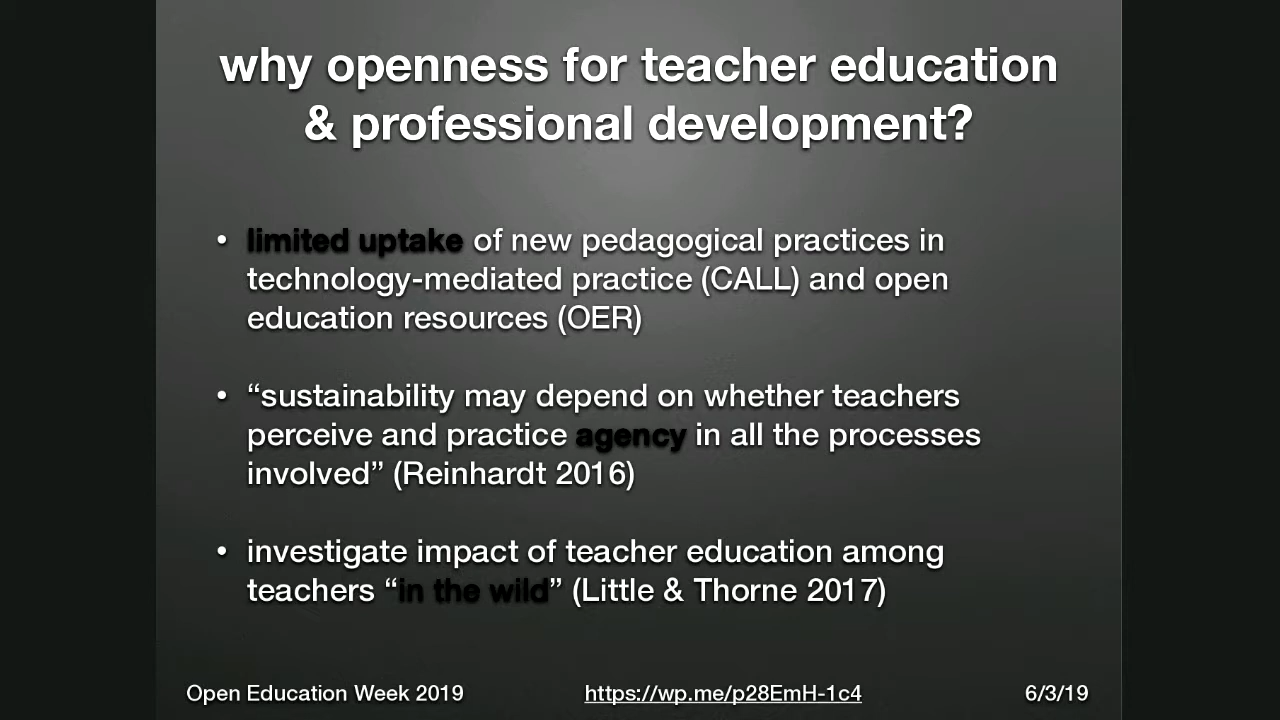 why openness for teacher education
& professional development?
• limited uptake of new pedagogical practices in
technology-mediated practice (CALL) and open
education resources (OER)
• “sustainability may depend on whether teachers
perceive and practice agency in all the processes
involved” (Reinhardt 2016)
• investigate impact of teacher education among
teachers “in the wild” (Little & Thorne 2017)
Open Education Week 2019 https://wp.me/p28EmH-1c4 6/3/19